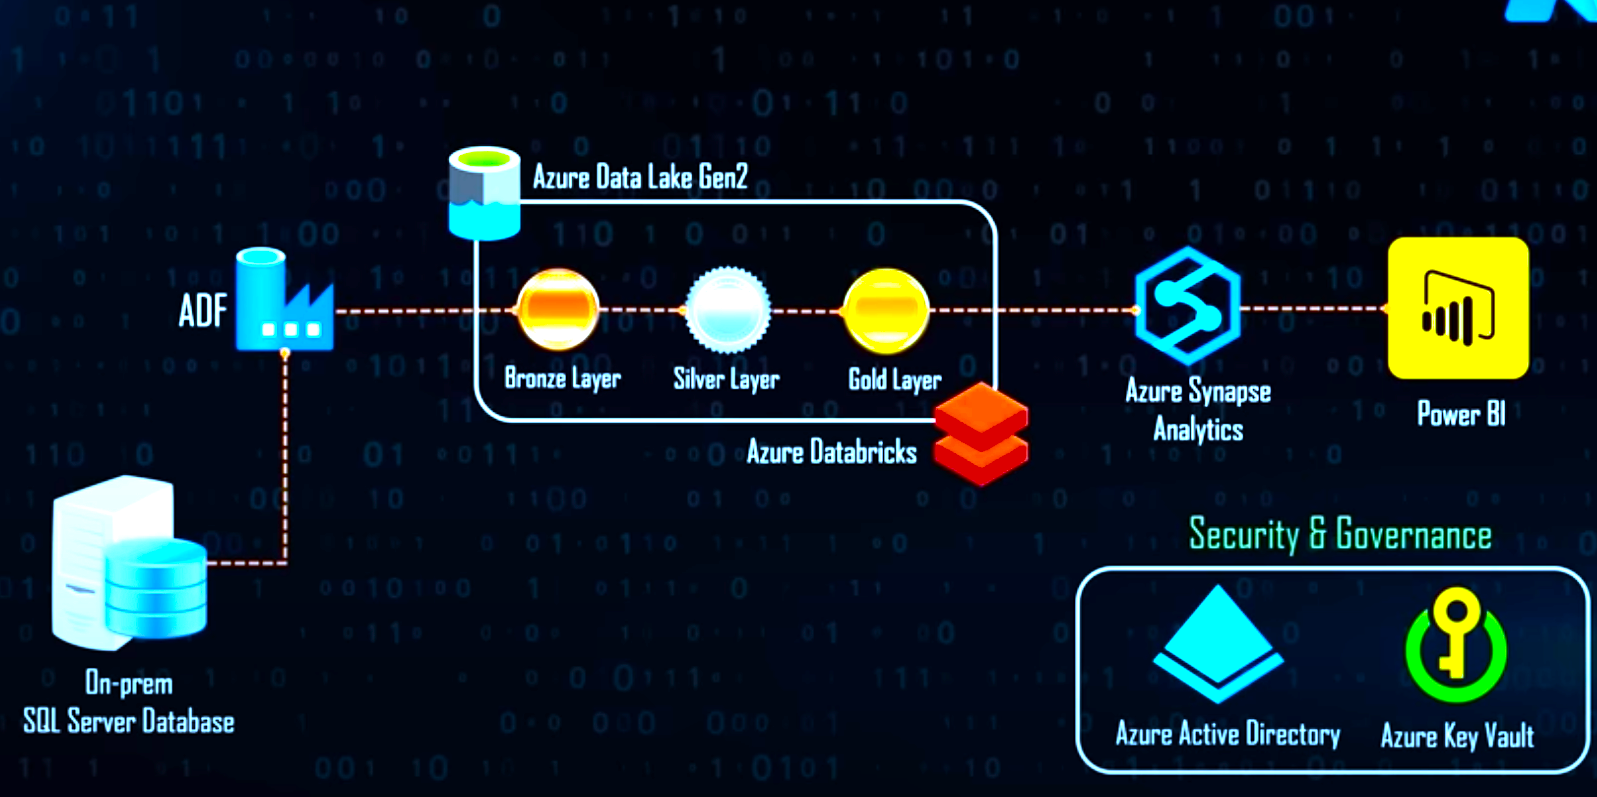 Azure Data Lake Gen2
ADF
Bronze Layer
Silver Layer
Gold Layer
Azure Databricks
Azure Synapse
Analytics
Power BI
On-prem
SQL Server Database
Security & Governance
Azure Active Directory
Azure Key Vault